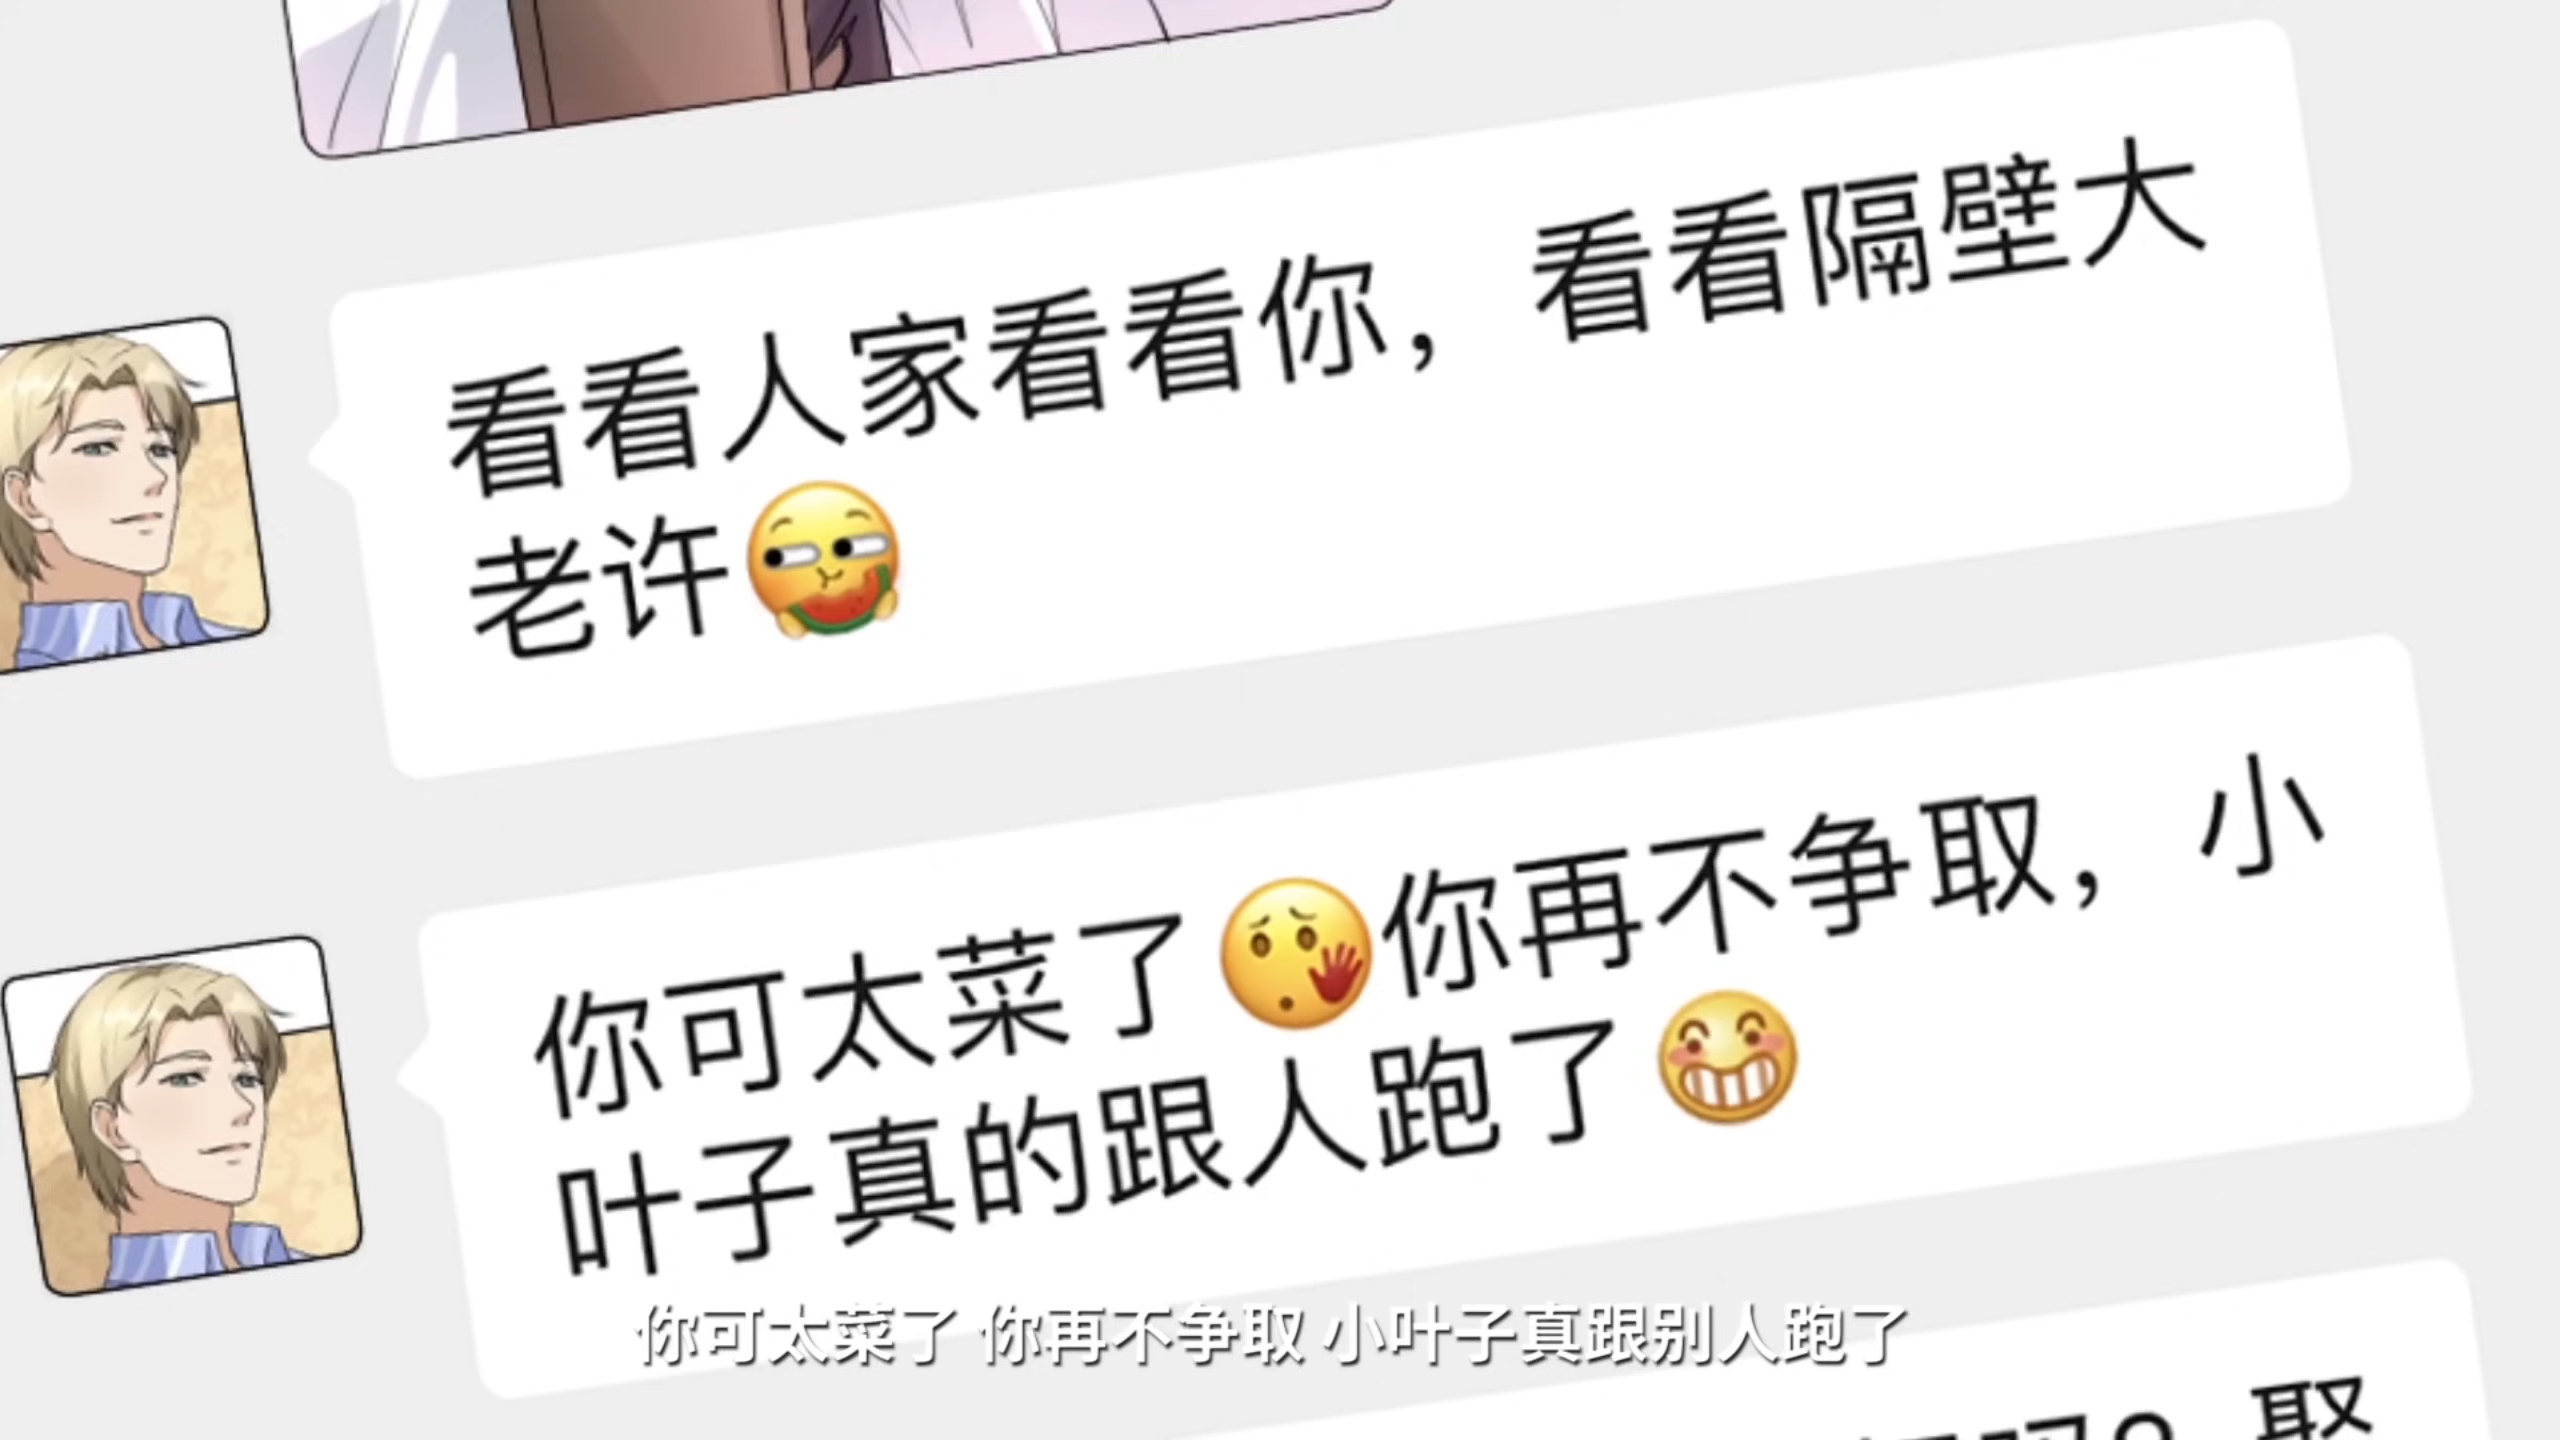 看看人家看看你，看看隔壁大
老许
你可太菜了你再不争取，小
叶子真的跟人跑了
你可太菜了 你再不争取 小叶子真跟别人跑了